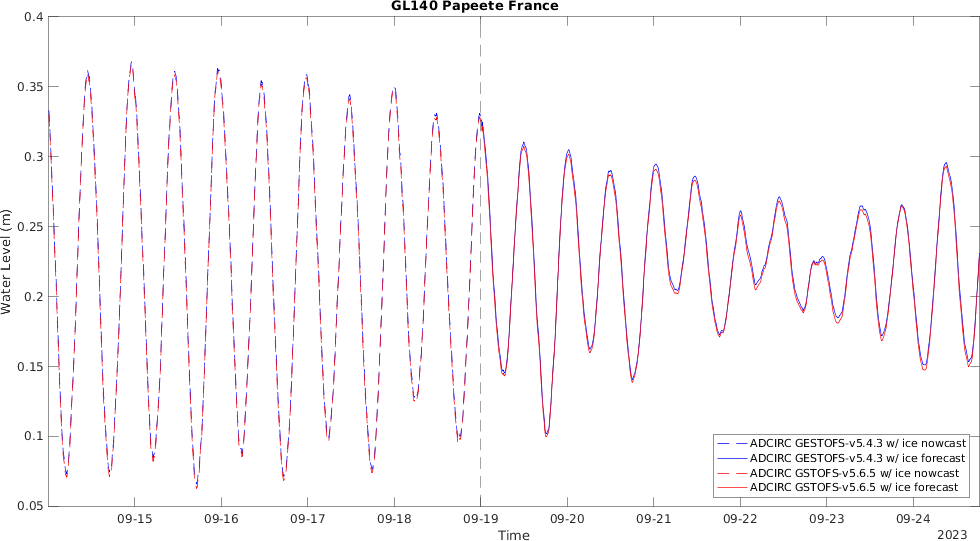 GL140 Papeete France
0.4
0.35
0.3
0.25
0.2
0.15
0.1
0.05
Water Level (m)
ADCIRC GESTOFS-v5.4.3 w/ ice nowcast
ADCIRC GESTOFS-v5.4.3 w/ ice forecast
ADCIRC GSTOFS-v5.6.5 w/ ice nowcast
ADCIRC GSTOFS-v5.6.5 w/ ice forecast
09-15 09-16 09-17 09-18 09-19 09-20 09-21 09-22 09-23 09-24
Time
2023